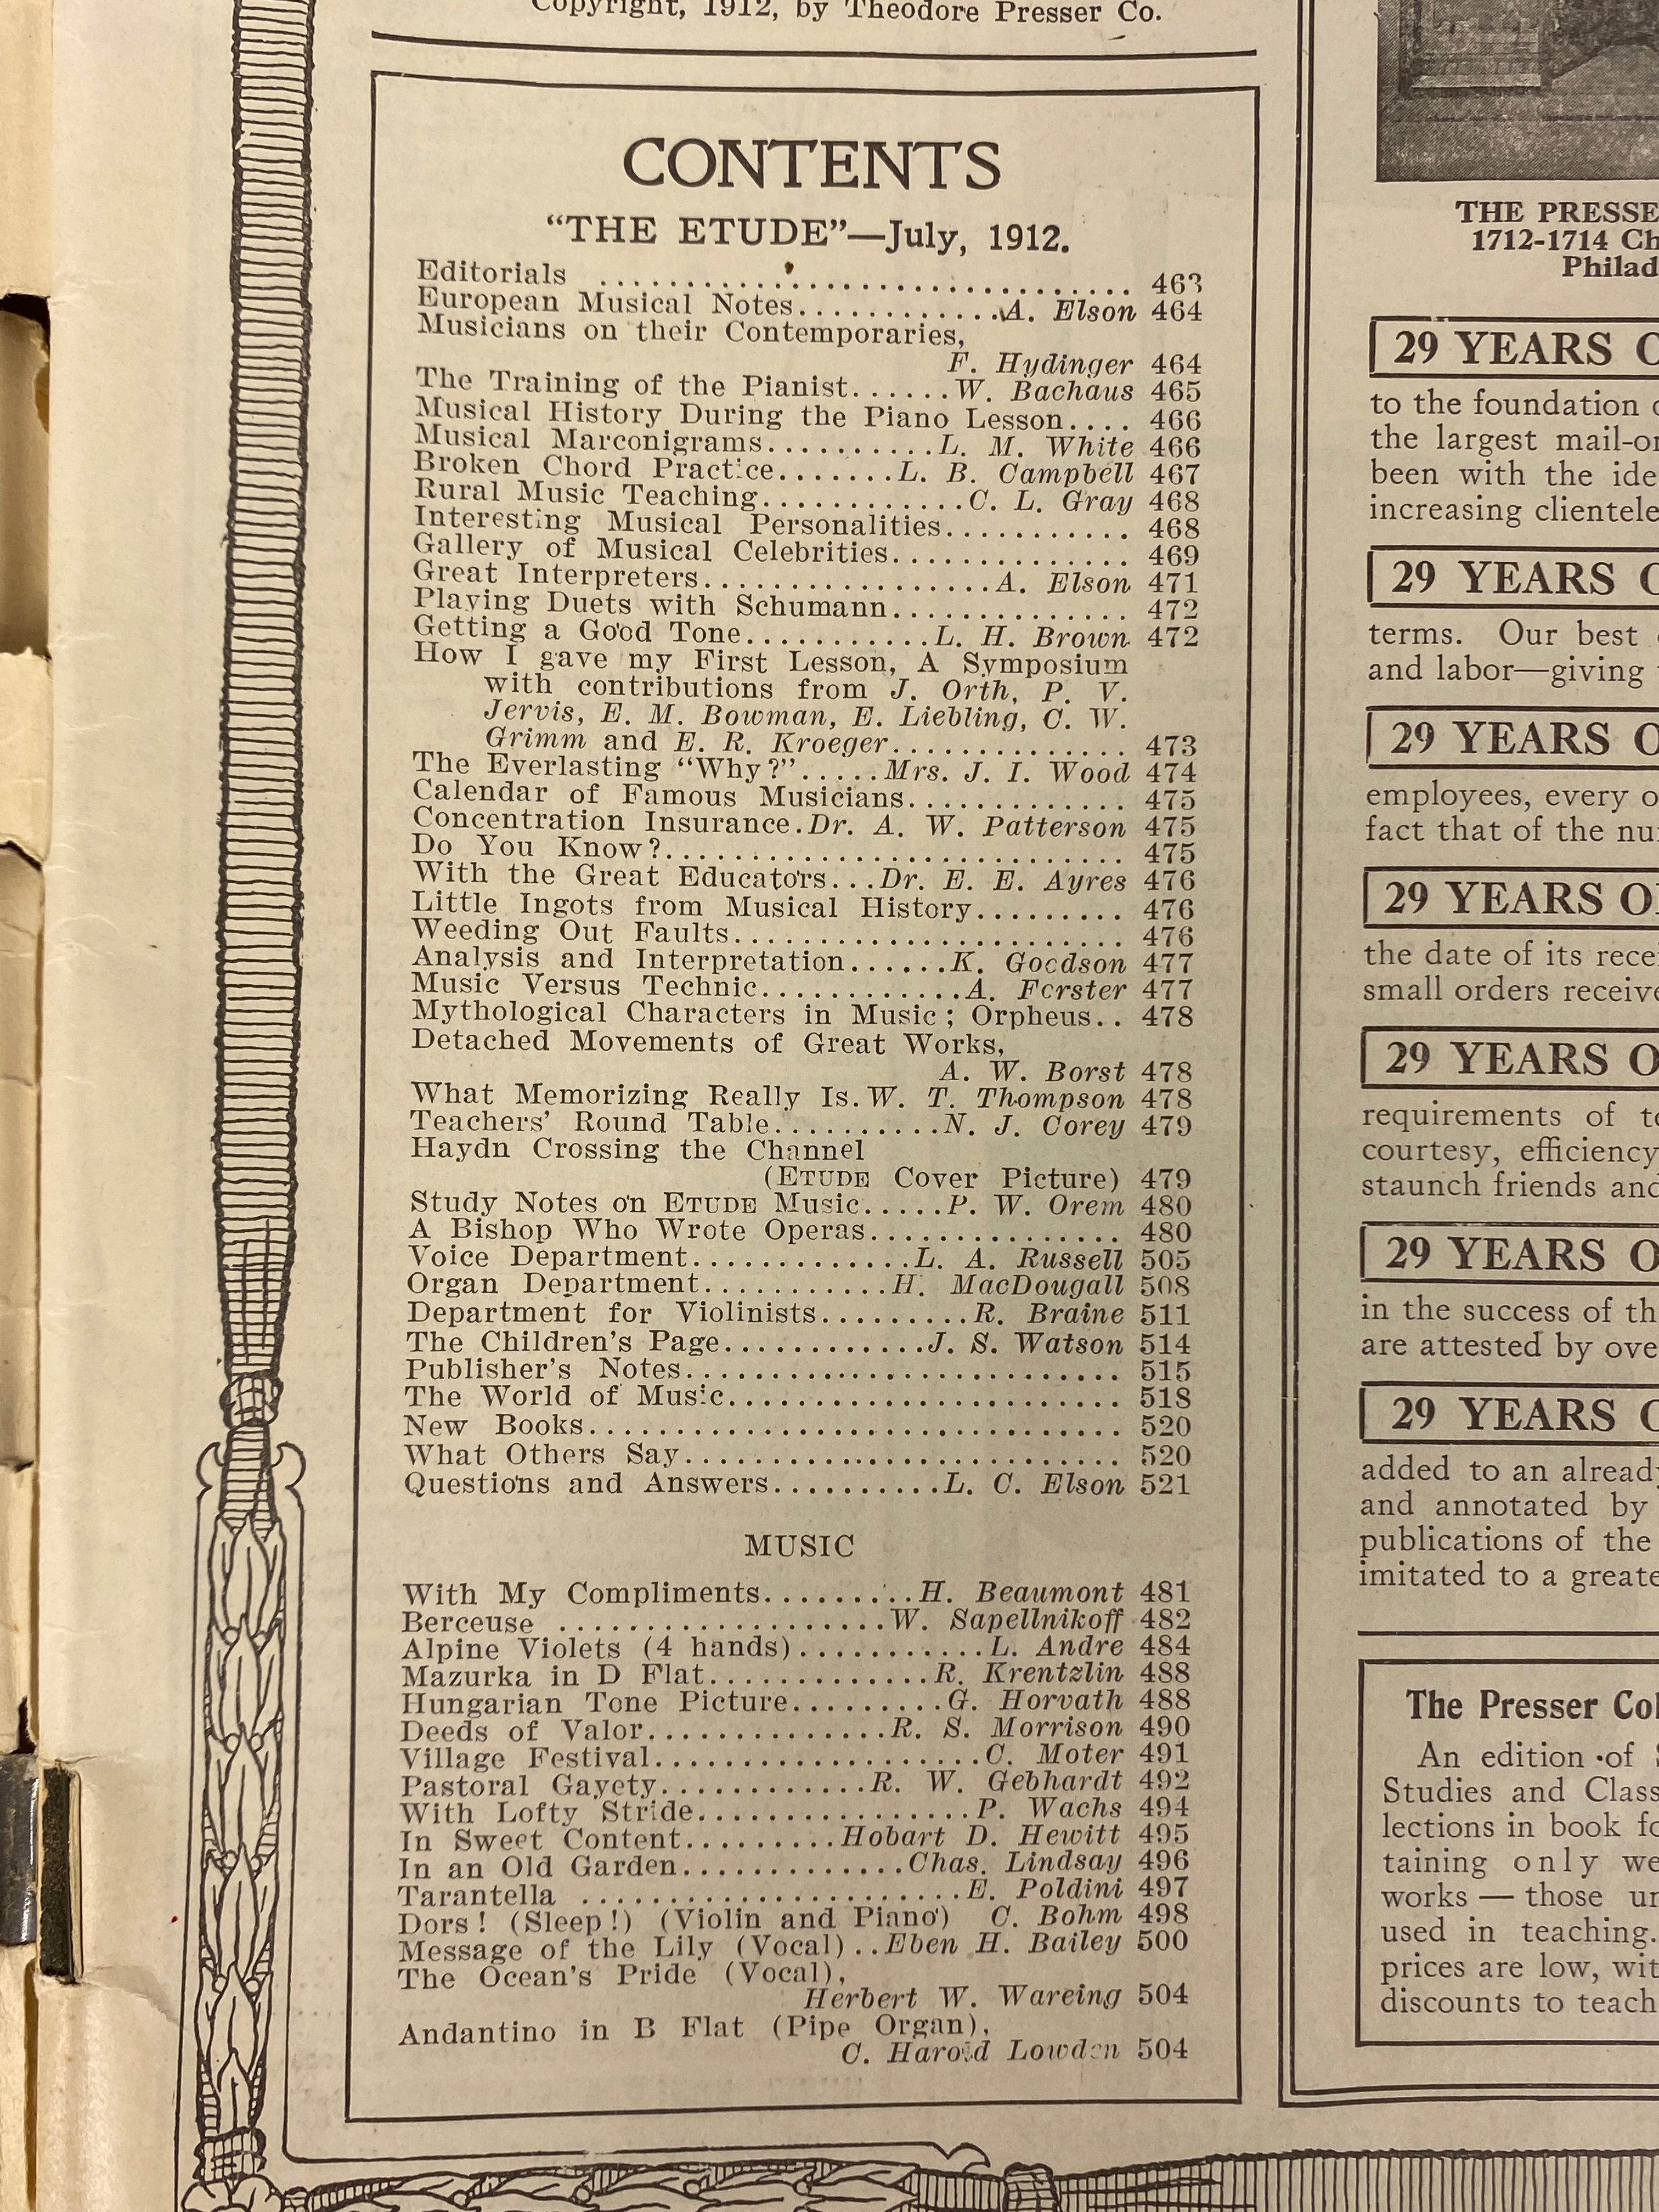 Copyright, 1912, by Theodore Presser Co.
CONTENTS
"THE ETUDE"—July, 1912.
Editorials .................................. 463
European Musical Notes............A. Elson 464
Musicians on their Contemporaries,
F. Hydinger 464
The Training of the Pianist......W. Bachaus 465
Musical History During the Piano Lesson.... 466
Musical Marconigrams..........L. M. White 466
Broken Chord Practice.......L. B. Campbell 467
Rural Music Teaching............C. L. Gray 468
Interesting Musical Personalities........... 468
Gallery of Musical Celebrities.............. 469
Great Interpreters.................A. Elson 471
Playing Duets with Schumann.............. 472
Getting a Good Tone...........L. H. Brown 472
How I gave my First Lesson, A Symposium
with contributions from J. Orth, P. V.
Jervis, E. M. Bowman, E. Liebling, C. W.
Grimm and E. R. Kroeger.............. 473
The Everlasting "Why?".....Mrs. J. I. Wood 474
Calendar of Famous Musicians............. 475
Concentration Insurance.Dr. A. W. Patterson 475
Do You Know?............................ 475
With the Great Educators...Dr. E. E. Ayres 476
Little Ingots from Musical History......... 476
Weeding Out Faults........................ 476
Analysis and Interpretation......K. Goodson 477
Music Versus Technic............A. Forster 477
Mythological Characters in Music; Orpheus.. 478
Detached Movements of Great Works,
A. W. Borst 478
What Memorizing Really Is.W. T. Thompson 478
Teachers' Round Table..........N. J. Corey 479
Haydn Crossing the Channel
(ETUDE Cover Picture) 479
Study Notes on ETUDE Music.....P. W. Orem 480
A Bishop Who Wrote Operas............... 480
Voice Department.............L. A. Russell 505
Organ Department...........H. MacDougall 508
Department for Violinists.........R. Braine 511
The Children's Page............J. S. Watson 514
Publisher's Notes........................... 515
The World of Music........................ 518
New Books................................. 520
What Others Say........................... 520
Questions and Answers..........L. C. Elson 521
MUSIC
With My Compliments.........H. Beaumont 481
Berceuse ...................W. Sapellnikoff 482
Alpine Violets (4 hands)...........L. Andre 484
Mazurka in D Flat.............R. Krentzlin 488
Hungarian Tone Picture.........G. Horvath 488
Deeds of Valor..............R. S. Morrison 490
Village Festival....................C. Moter 491
Pastoral Gayety............R. W. Gebhardt 492
With Lofty Stride.................P. Wachs 494
In Sweet Content.........Hobart D. Hewitt 495
In an Old Garden.............Chas. Lindsay 496
Tarantella ......................E. Poldini 497
Dors! (Sleep!) (Violin and Piano) C. Bohm 498
Message of the Lily (Vocal)..Eben H. Bailey 500
The Ocean's Pride (Vocal),
Herbert W. Wareing 504
Andantino in B Flat (Pipe Organ),
C. Harold Lowden 504
THE
1712-1714
29 YEARS
to the foundation
the largest
been with the
increasing
29 YEARS
terms. Our best
and labor—giving
29 YEARS
employees, every
fact that of the
29 YEARS
the date of its
small orders
29 YEARS
requirements of
courtesy, efficiency
staunch friends
29 YEARS
in the success of
are attested by
29 YEARS
added to an
and annotated by
publications of the
imitated to a
The Presser
An edition of
Studies and
lections in book
taining only
works — those
used in teaching.
prices are low,
discounts to